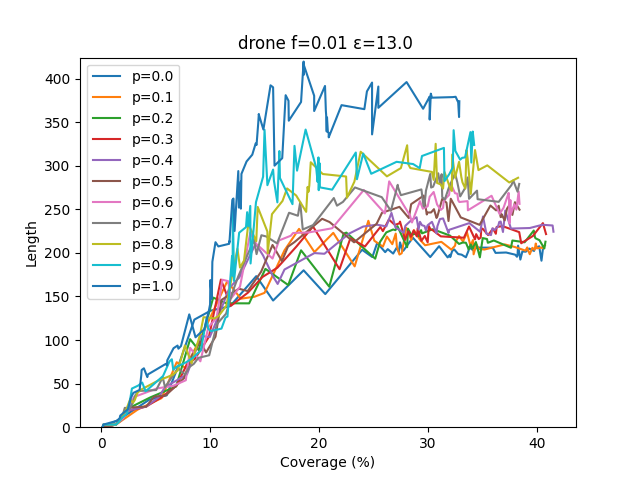 drone f=0.01 ε=13.0
400
350
300
250
200
150
100
50
0
Length
p=0.0
p=0.1
p=0.2
p=0.3
p=0.4
p=0.5
p=0.6
p=0.7
p=0.8
p=0.9
p=1.0
0 10 20 30 40
Coverage (%)